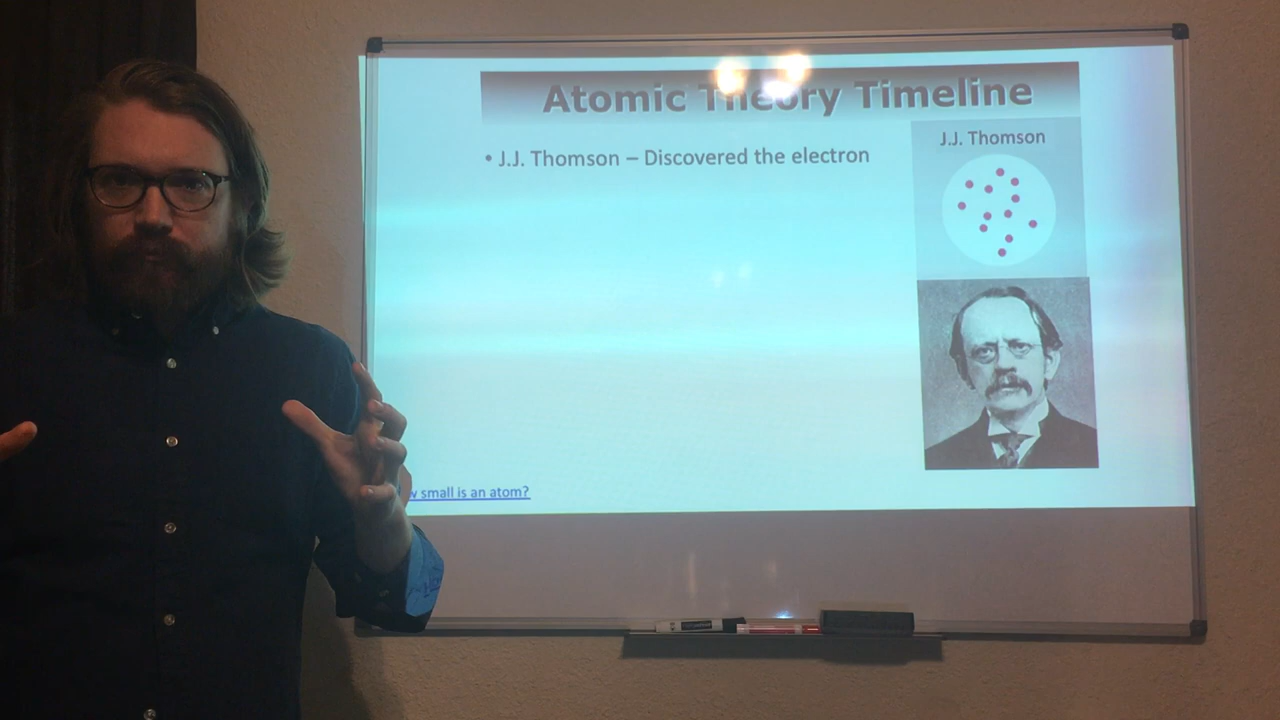 Atomic Theory Timeline
• J.J. Thomson – Discovered the electron
J.J. Thomson
small is an atom?